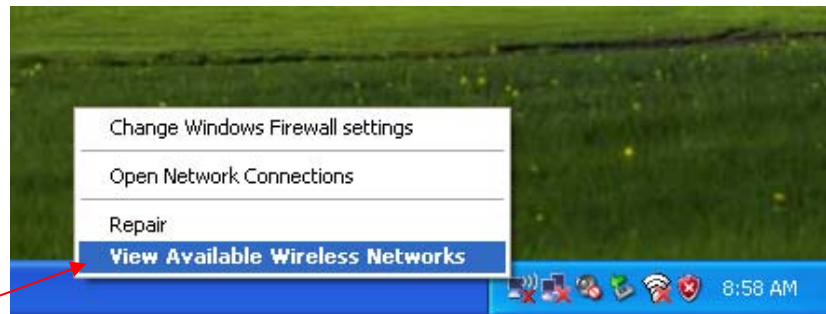 Change Windows Firewall settings
Open Network Connections
Repair
View Available Wireless Networks
8:58 AM